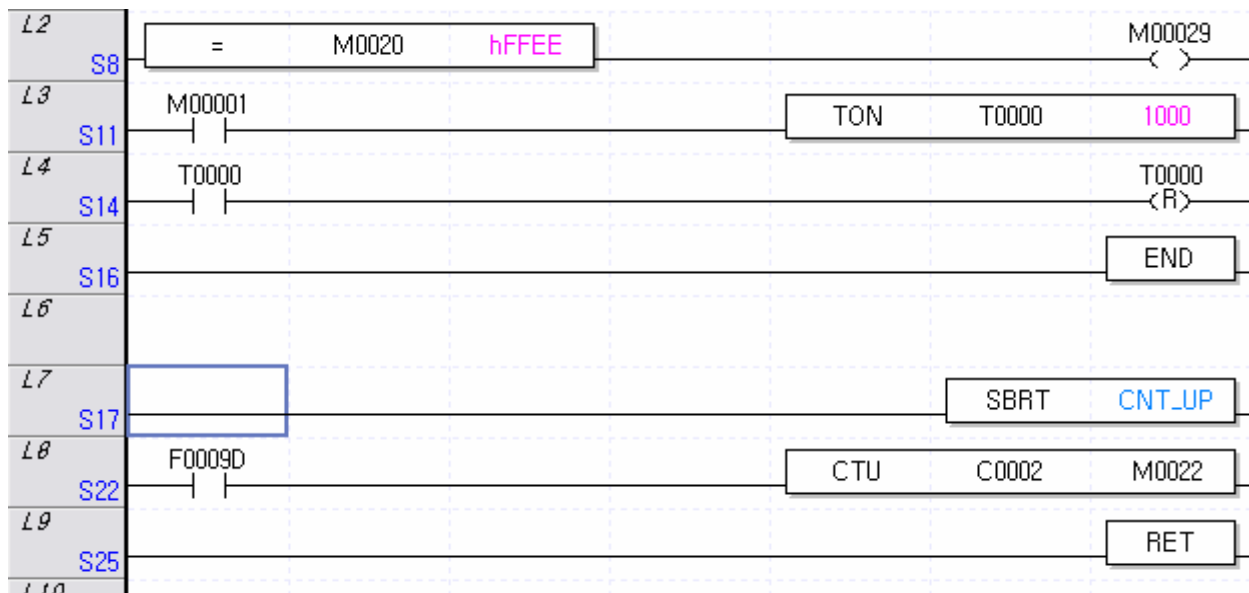 L2
M00029
= M0020 hFFEE
S8
L3
M00001
TON T0000 1000
S11
L4
T0000 T0000
R
S14
L5
END
S16
L6
L7
SBRT CNT_UP
S17
L8
F0009D
CTU C0002 M0022
S22
L9
RET
S25
L10